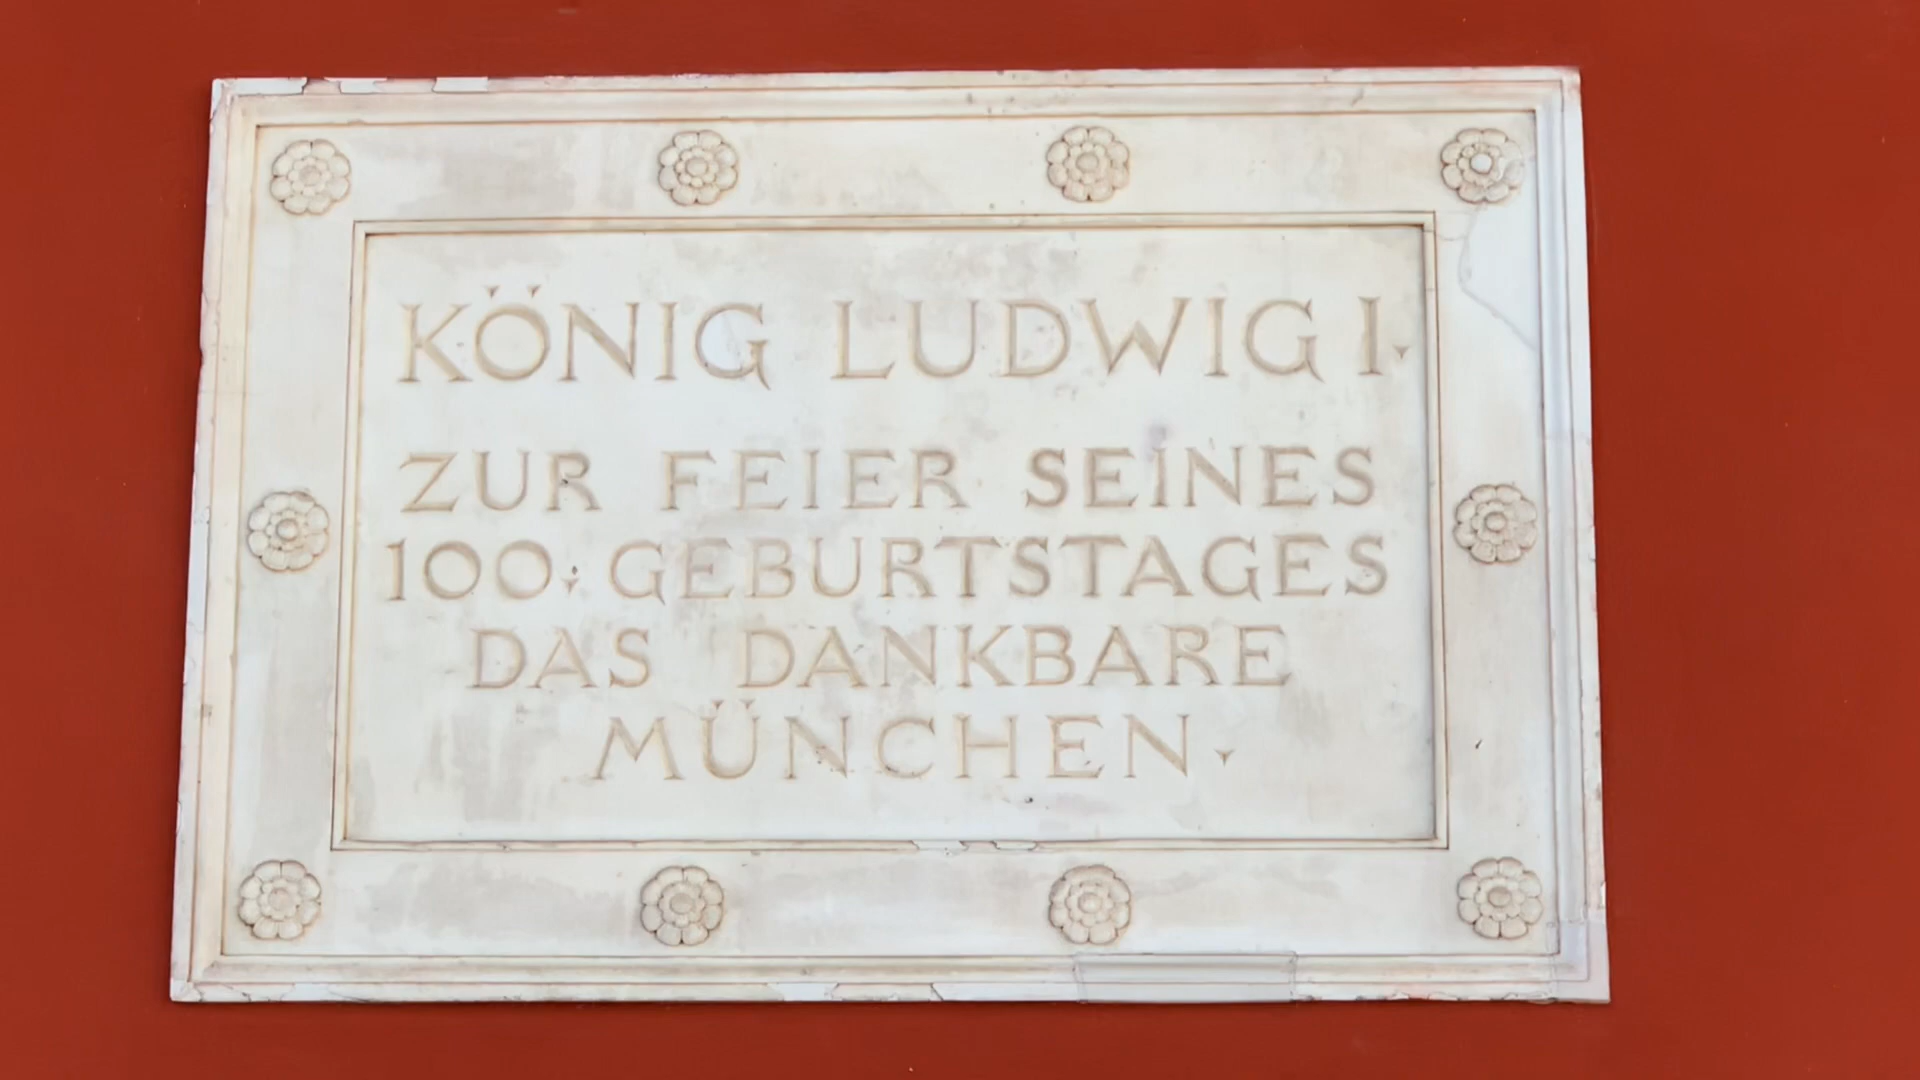 KÖNIG LUDWIG I.
ZUR FEIER SEINES
100. GEBURTSTAGES
DAS DANKBARE
MÜNCHEN.